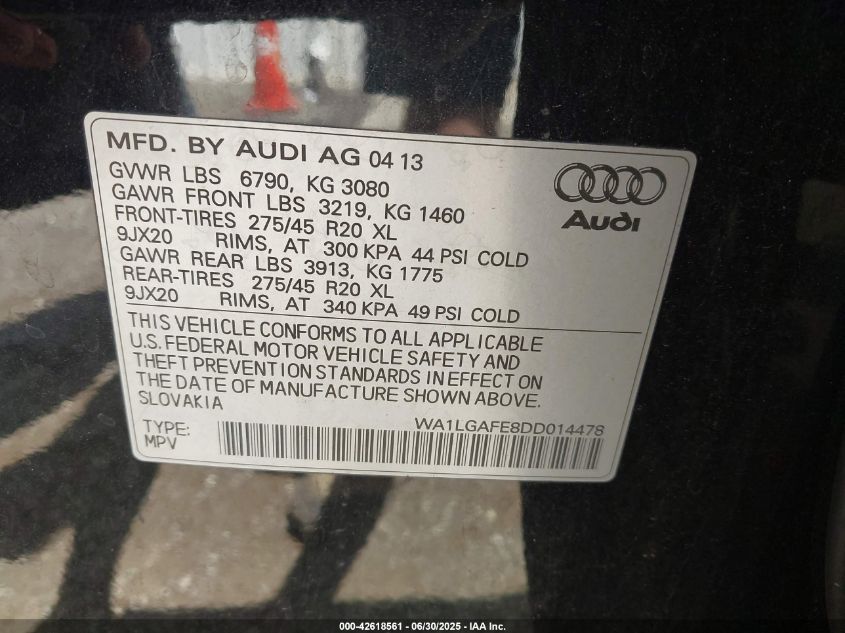 MFD. BY AUDI AG 04 13
GVWR LBS 6790, KG 3080
GAWR FRONT LBS 3219, KG 1460
FRONT-TIRES 275/45 R20 XL
9JX20 RIMS, AT 300 KPA 44 PSI COLD
GAWR REAR LBS 3913, KG 1775
REAR-TIRES 275/45 R20 XL
9JX20 RIMS, AT 340 KPA 49 PSI COLD
Audi
THIS VEHICLE CONFORMS TO ALL APPLICABLE
U.S. FEDERAL MOTOR VEHICLE SAFETY AND
THEFT PREVENTION STANDARDS IN EFFECT ON
THE DATE OF MANUFACTURE SHOWN ABOVE.
SLOVAKIA
TYPE: WA1LGAFE8DD014478
MPV
000-42618561 - 06/30/2025 - IAA Inc.